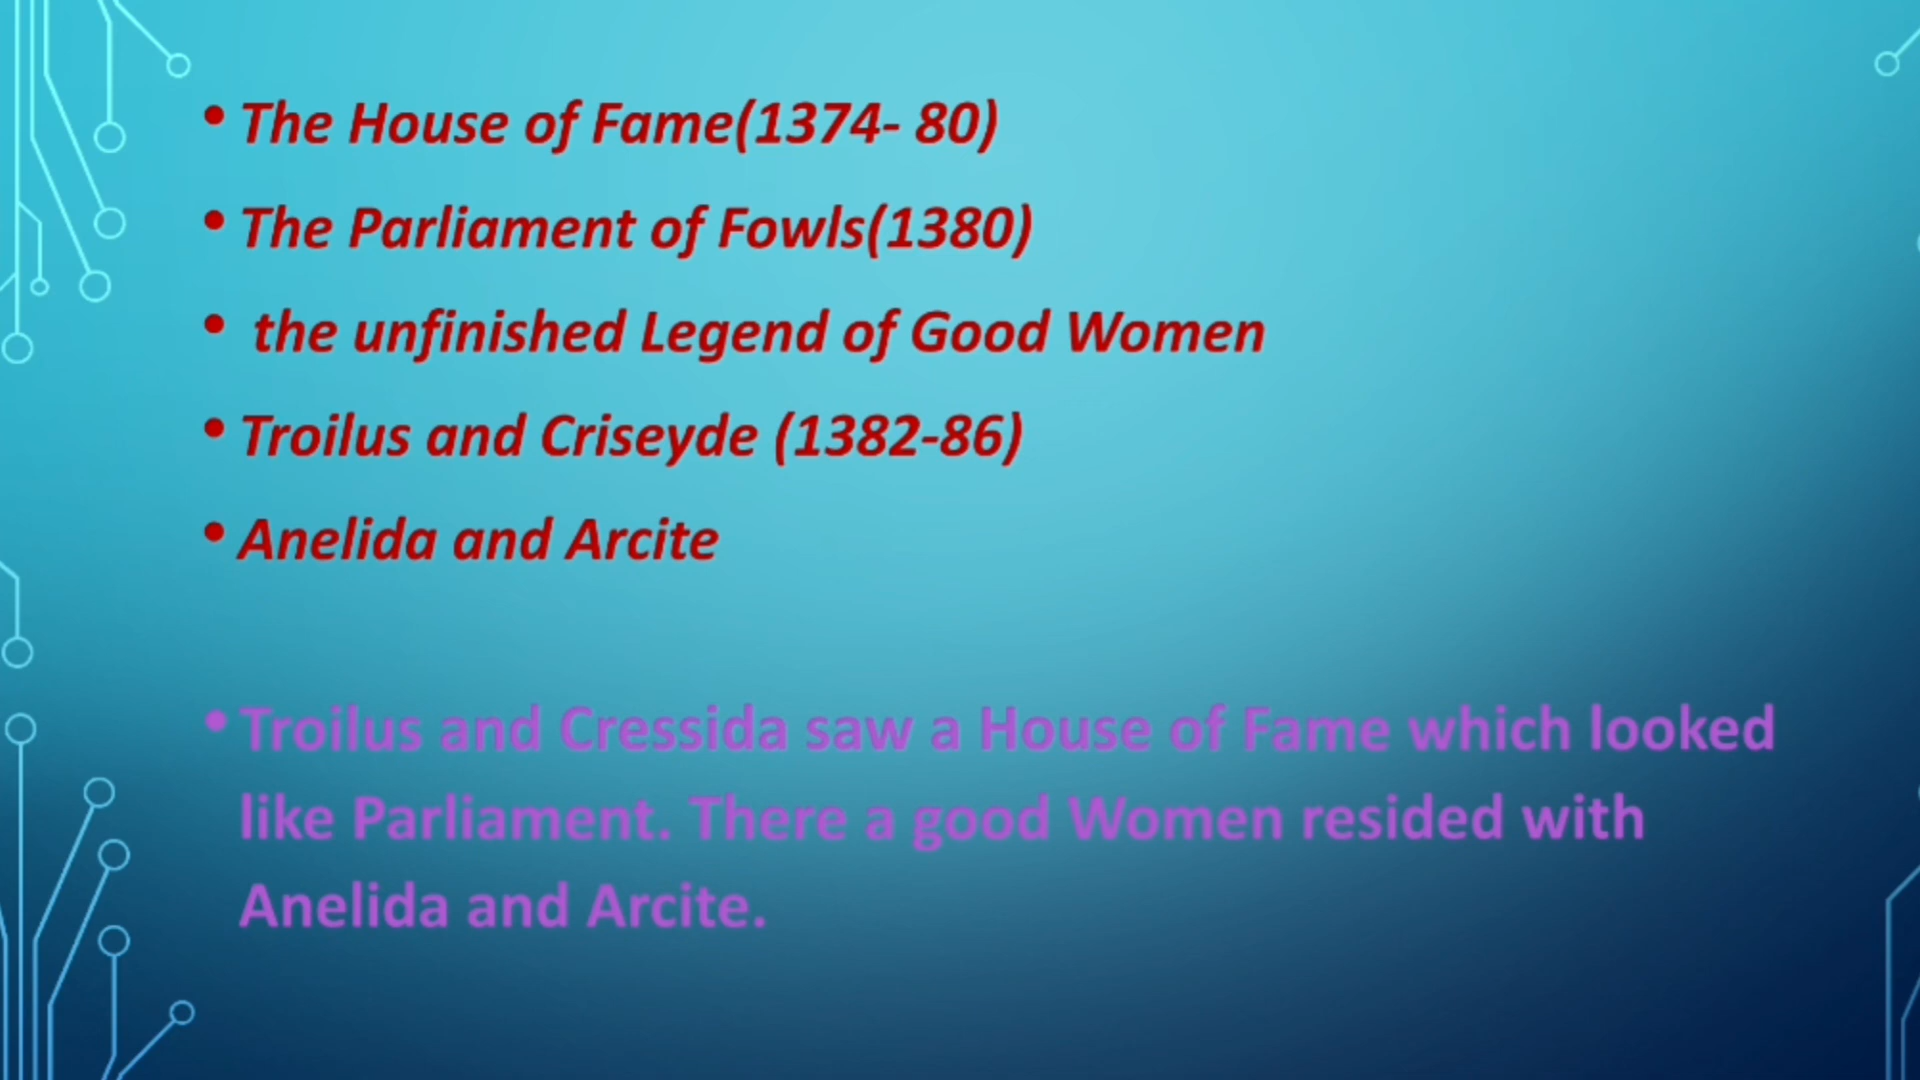 • The House of Fame(1374- 80)
• The Parliament of Fowls(1380)
• the unfinished Legend of Good Women
• Troilus and Criseyde (1382-86)
• Anelida and Arcite
• Troilus and Cressida saw a House of Fame which looked
like Parliament. There a good Women resided with
Anelida and Arcite.